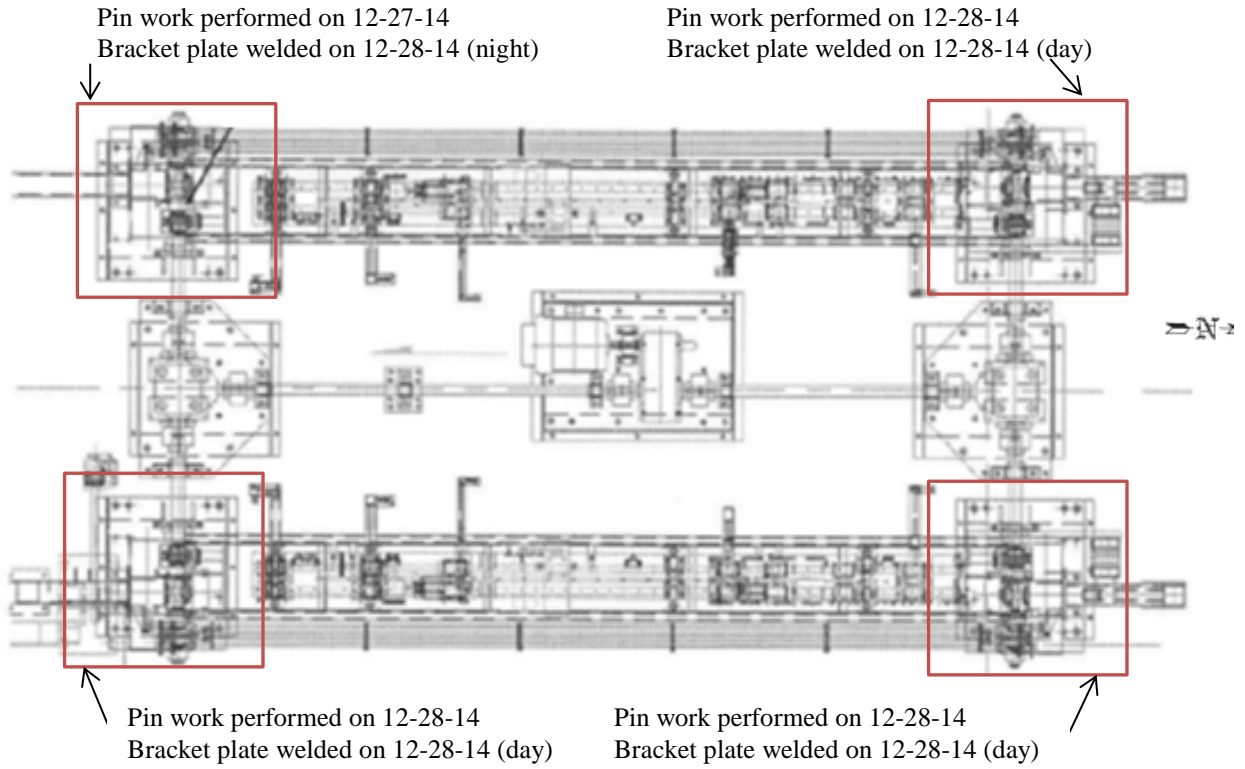 Pin work performed on 12-27-14
Bracket plate welded on 12-28-14 (night)
Pin work performed on 12-28-14
Bracket plate welded on 12-28-14 (day)
N
Pin work performed on 12-28-14
Bracket plate welded on 12-28-14 (day)
Pin work performed on 12-28-14
Bracket plate welded on 12-28-14 (day)